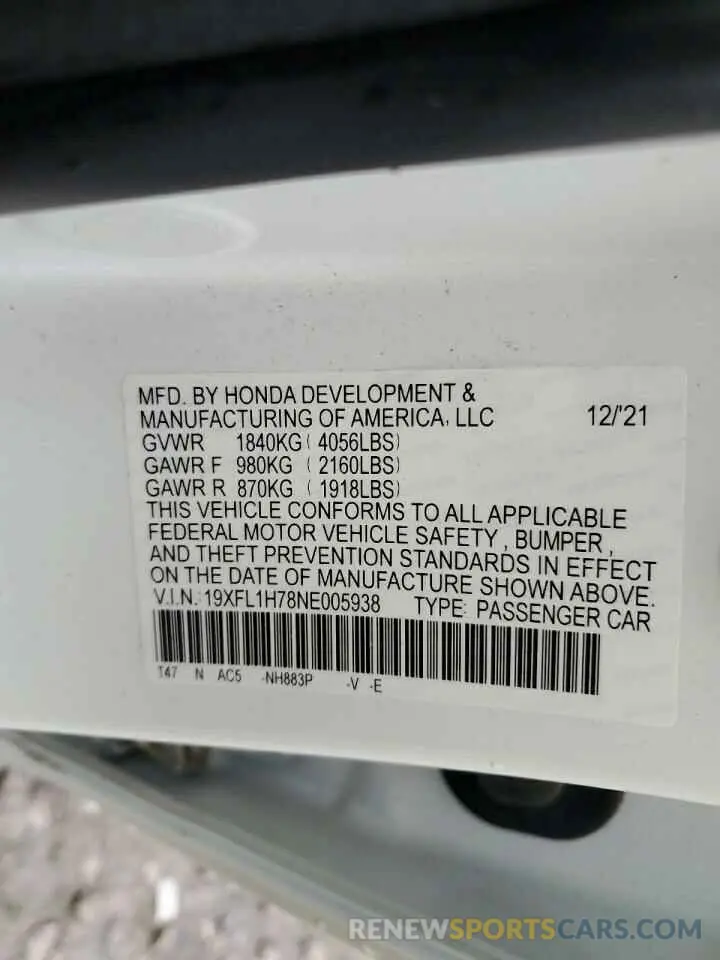 MFD. BY HONDA DEVELOPMENT &
MANUFACTURING OF AMERICA, LLC 12/'21
GVWR 1840KG ( 4056LBS)
GAWR F 980KG ( 2160LBS)
GAWR R 870KG ( 1918LBS)
THIS VEHICLE CONFORMS TO ALL APPLICABLE
FEDERAL MOTOR VEHICLE SAFETY, BUMPER,
AND THEFT PREVENTION STANDARDS IN EFFECT
ON THE DATE OF MANUFACTURE SHOWN ABOVE.
V.I.N.: 19XFL1H78NE005938 TYPE: PASSENGER CAR
T47 N AC5 -NH883P -V -E
RENEWSPORTSCARS.COM